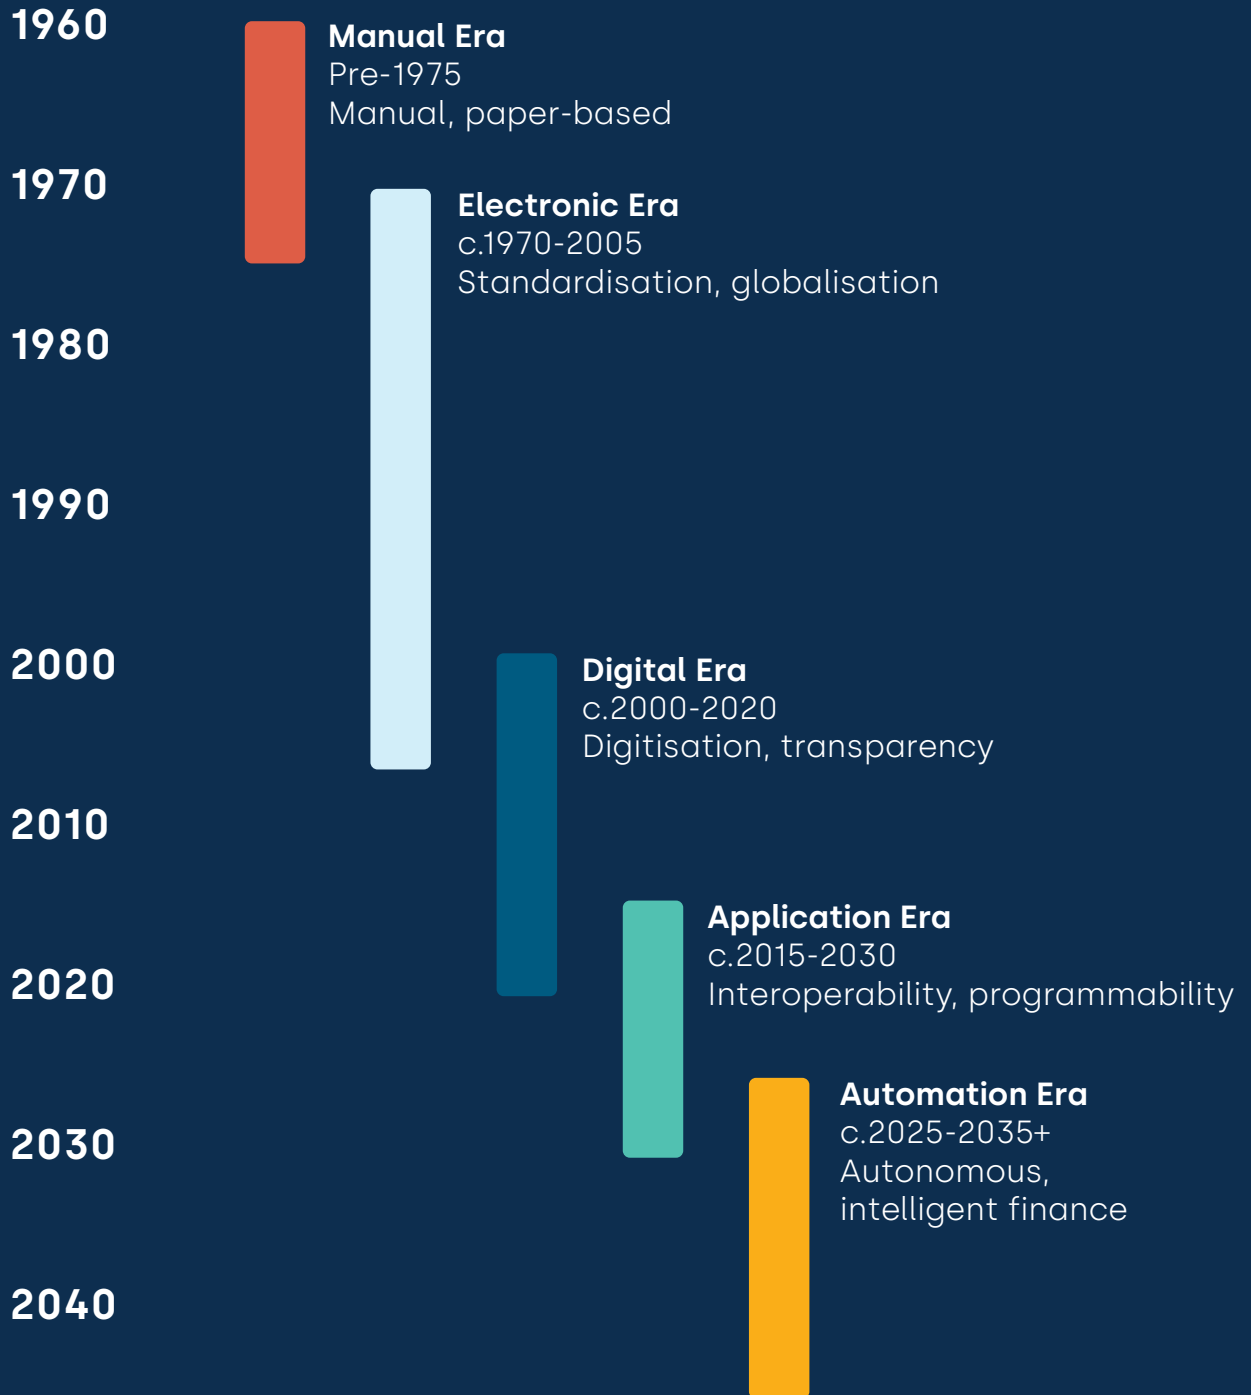 1960
Manual Era
Pre-1975
Manual, paper-based
1970
Electronic Era
c.1970-2005
Standardisation, globalisation
1980
1990
2000
Digital Era
c.2000-2020
Digitisation, transparency
2010
Application Era
c.2015-2030
Interoperability, programmability
2020
Automation Era
c.2025-2035+
2030
Autonomous,
intelligent finance
2040